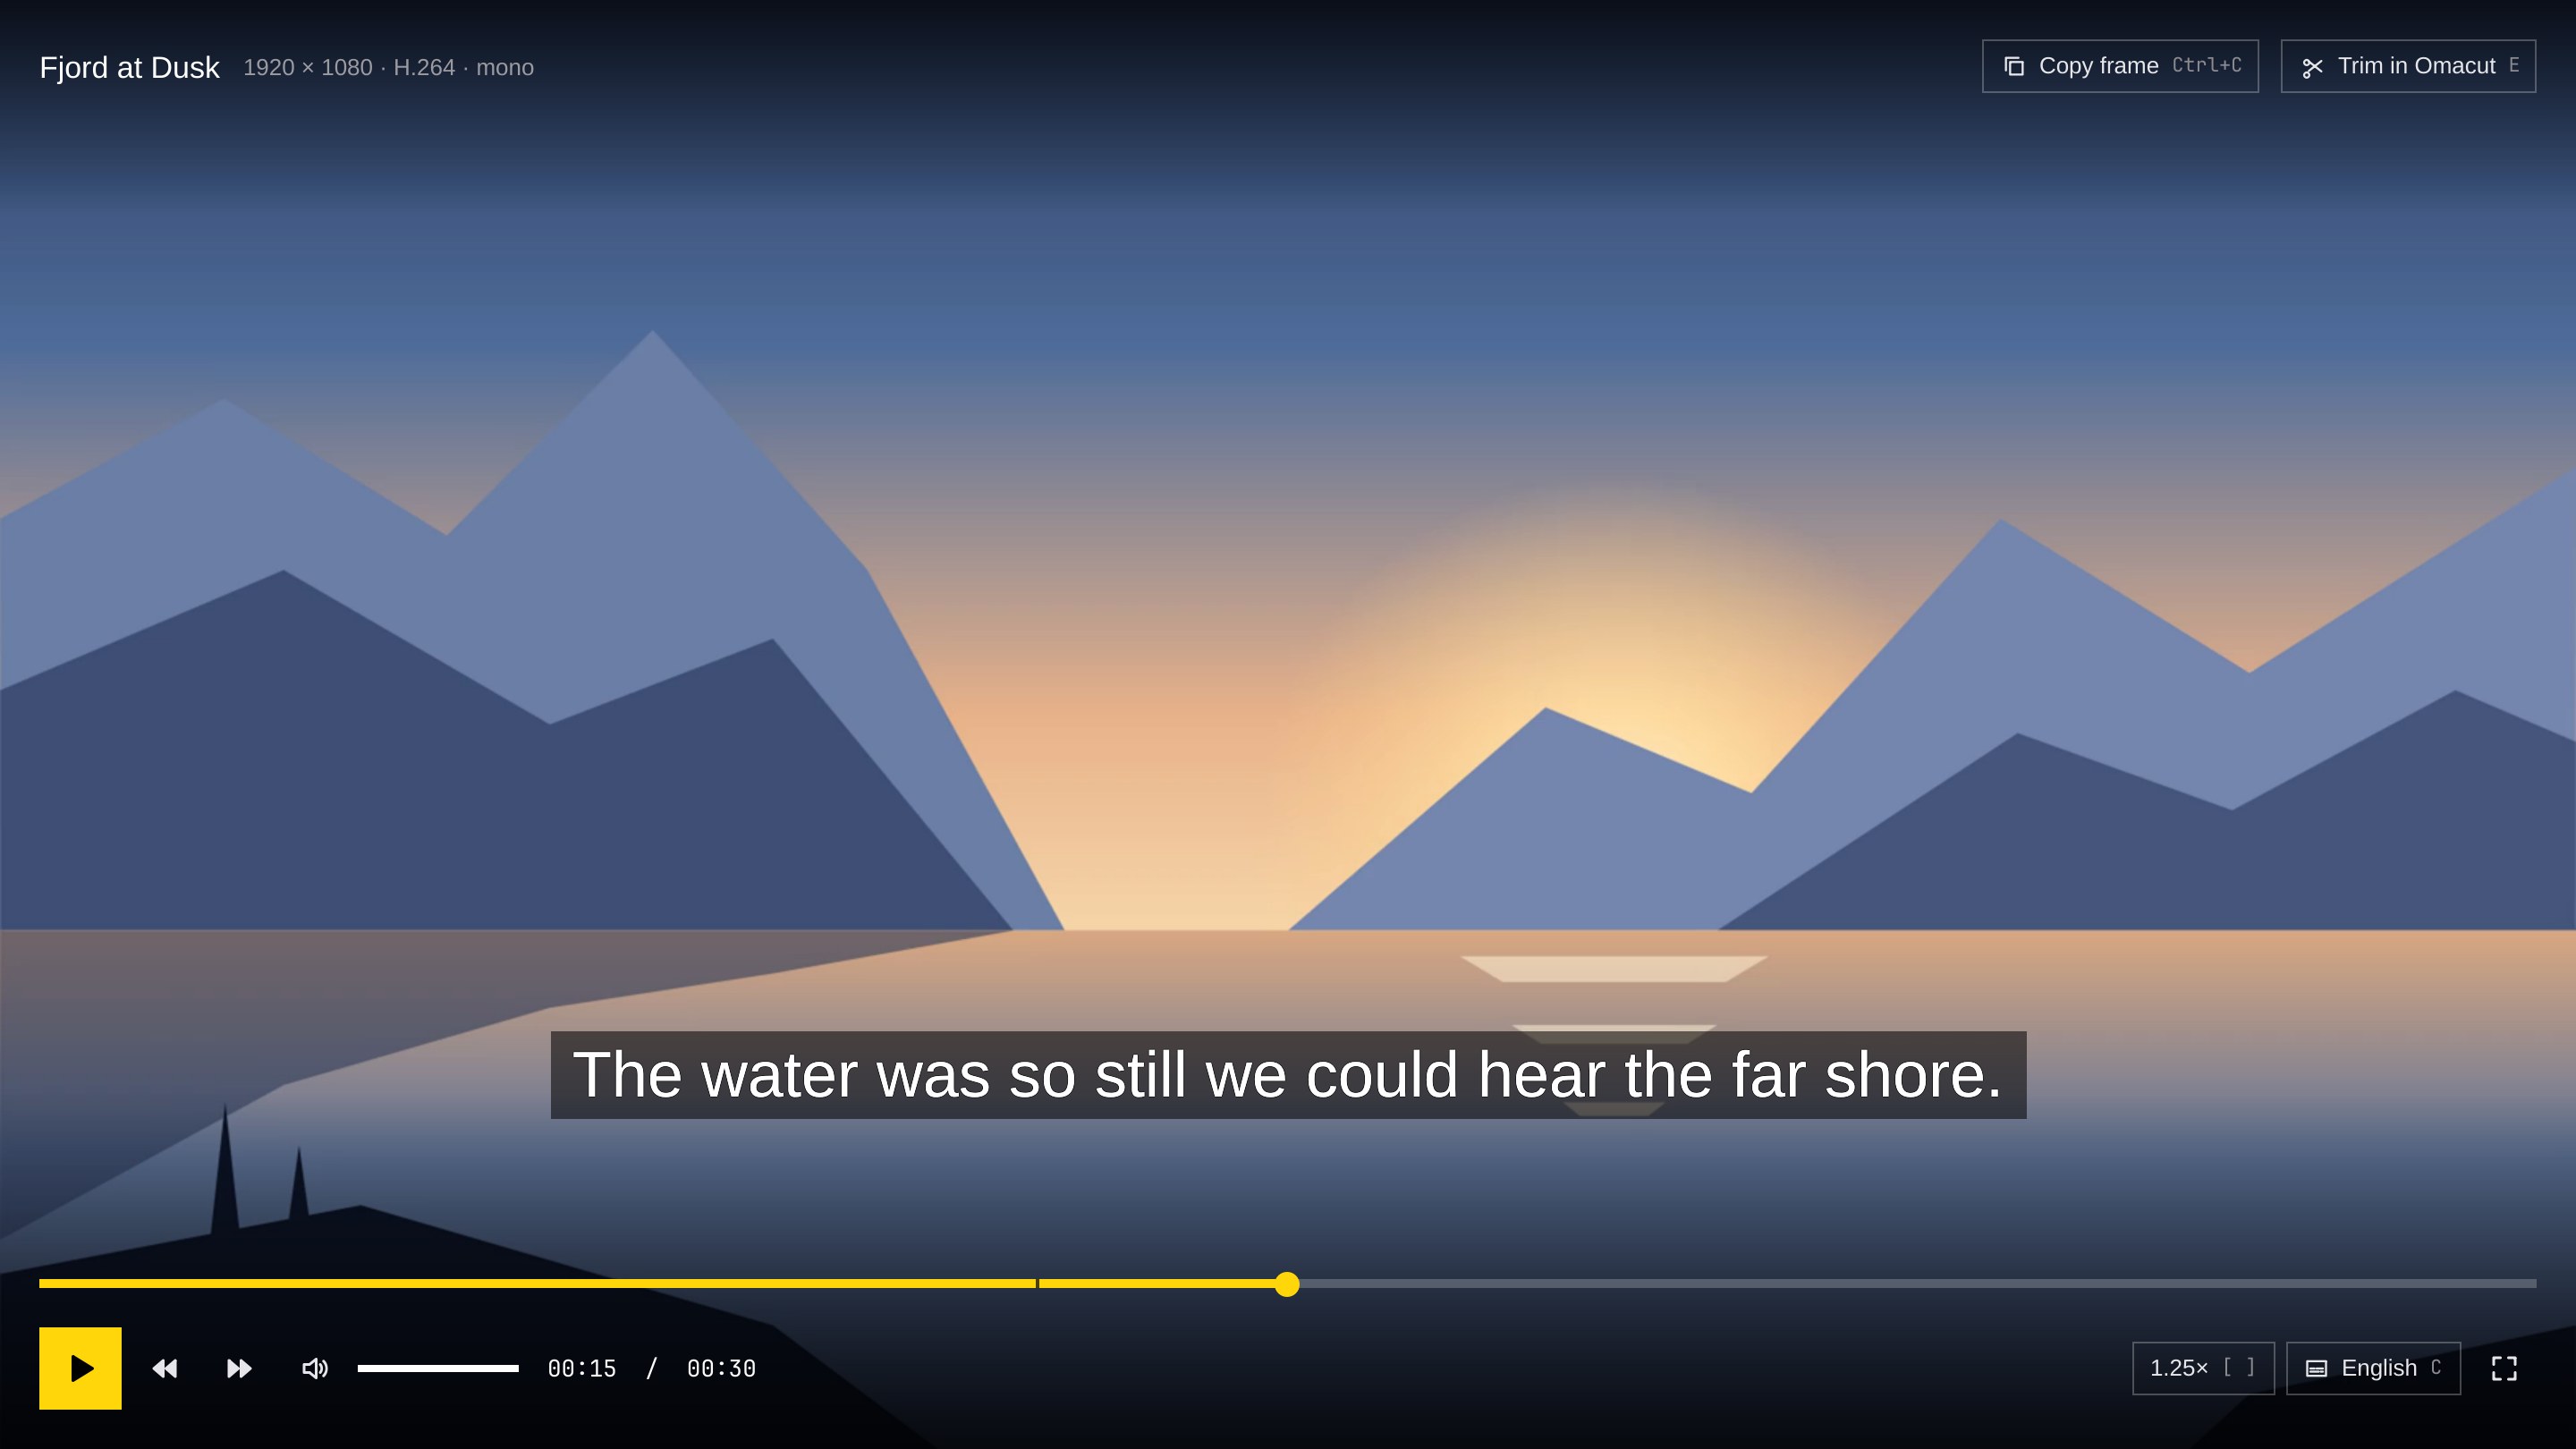 Fjord at Dusk 1920 × 1080 · H.264 · mono
Copy frame Ctrl+C
Trim in Omacut E
The water was so still we could hear the far shore.
00:15 / 00:30
1.25× [ ]
English C